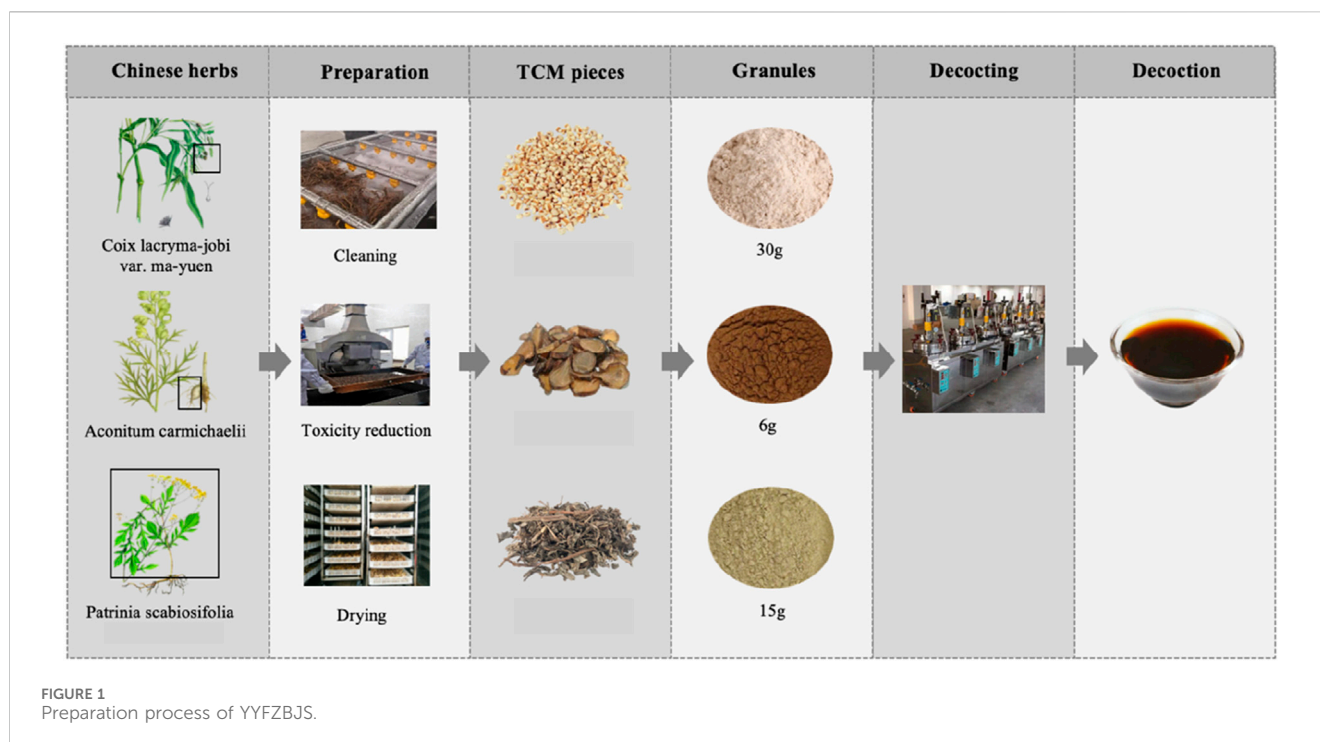 Chinese herbs
Preparation
TCM pieces
Granules
Decocting
Decoction
Coix lacryma-jobi
var. ma-yuen
Cleaning
30g
Aconitum carmichaelii
Toxicity reduction
6g
Patrinia scabiosifolia
Drying
15g
FIGURE 1
Preparation process of YYFZBJS.